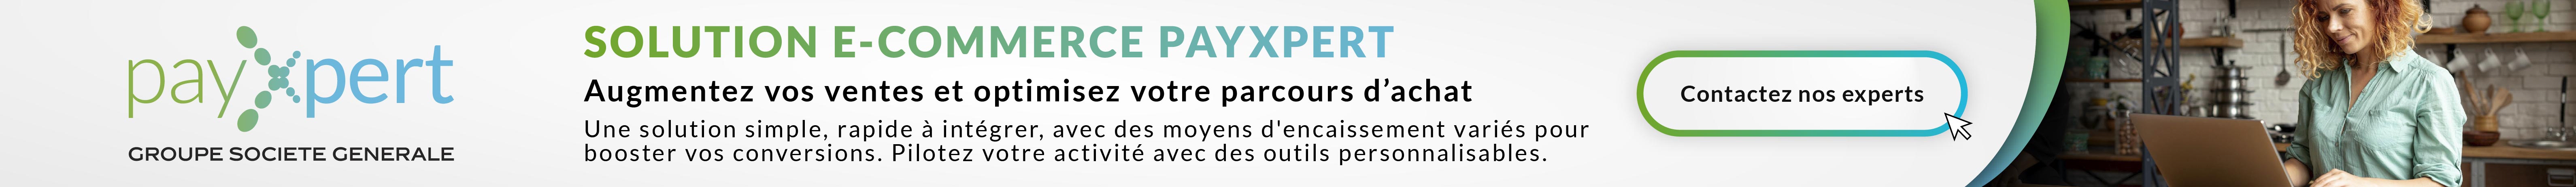 payxpert
GROUPE SOCIETE GENERALE
SOLUTION E-COMMERCE PAYXPERT
Augmentez vos ventes et optimisez votre parcours d’achat
Une solution simple, rapide à intégrer, avec des moyens d'encaissement variés pour
booster vos conversions. Pilotez votre activité avec des outils personnalisables.
Contactez nos experts